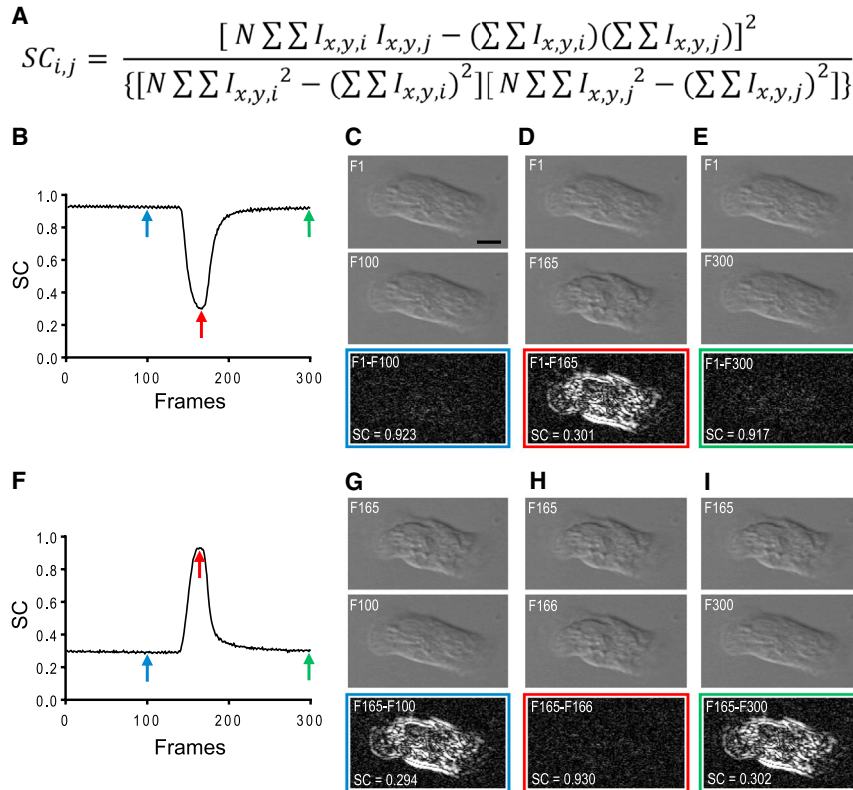 A
SC_{i,j} = [ N ∑ ∑ I_{x,y,i} I_{x,y,j} − (∑ ∑ I_{x,y,i})(∑ ∑ I_{x,y,j})]^2 / {[N ∑ ∑ I_{x,y,i}^2 − (∑ ∑ I_{x,y,i})^2][ N ∑ ∑ I_{x,y,j}^2 − (∑ ∑ I_{x,y,j})^2]}
B
1.0
0.8
0.6
0.4
0.2
0.0
SC
0 100 200 300
Frames
C
F1
F100
F1-F100
SC = 0.923
D
F1
F165
F1-F165
SC = 0.301
E
F1
F300
F1-F300
SC = 0.917
F
1.0
0.8
0.6
0.4
0.2
0.0
SC
0 100 200 300
Frames
G
F165
F100
F165-F100
SC = 0.294
H
F165
F166
F165-F166
SC = 0.930
I
F165
F300
F165-F300
SC = 0.302